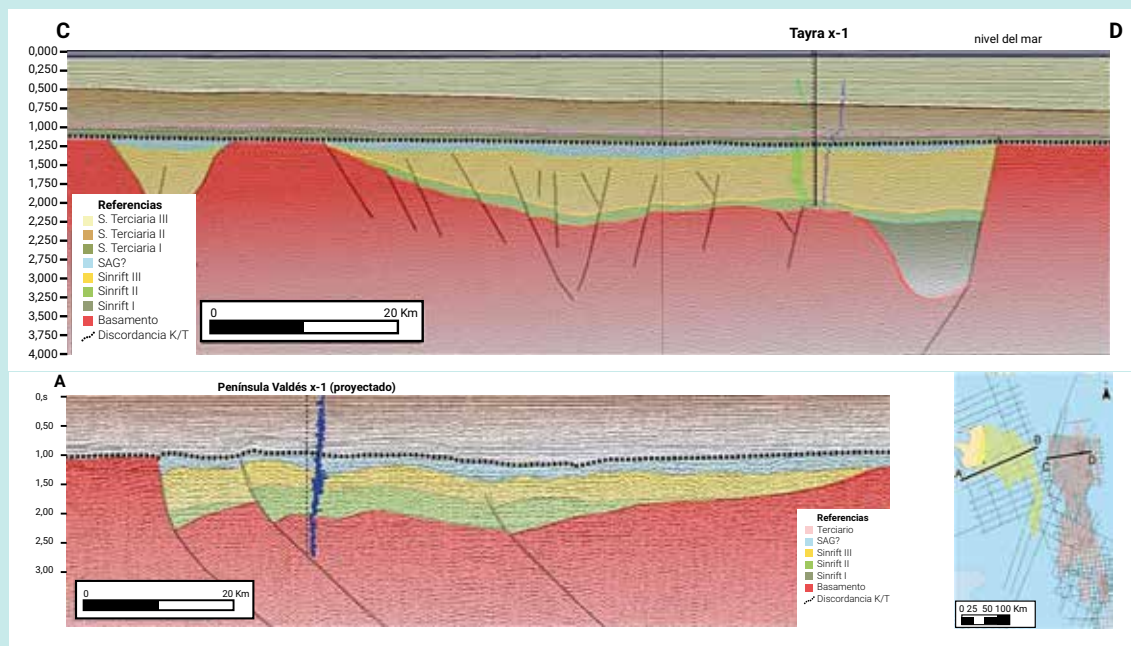 C
Tayra x-1
D
nivel del mar
0,000
0,250
0,500
0,750
1,000
1,250
1,500
1,750
2,000
2,250
2,500
2,750
3,000
3,250
3,500
3,750
4,000
Referencias
S. Terciaria III
S. Terciaria II
S. Terciaria I
SAG?
Sinrift III
Sinrift II
Sinrift I
Basamento
Discordancia K/T
0 20 Km
A
Península Valdés x-1 (proyectado)
0,s
0,50
1,00
1,50
2,00
2,50
3,00
0 20 Km
Referencias
Terciario
SAG?
Sinrift III
Sinrift II
Sinrift I
Basamento
Discordancia K/T
A
B
C
D
0 25 50 100 Km